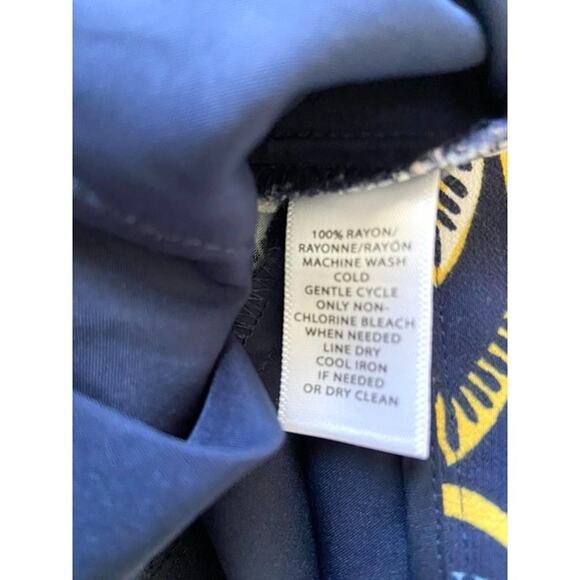 100% RAYON/
RAYONNE/RAYÓN
MACHINE WASH
COLD
GENTLE CYCLE
ONLY NON-
CHLORINE BLEACH
WHEN NEEDED
LINE DRY
COOL IRON
IF NEEDED
OR DRY CLEAN